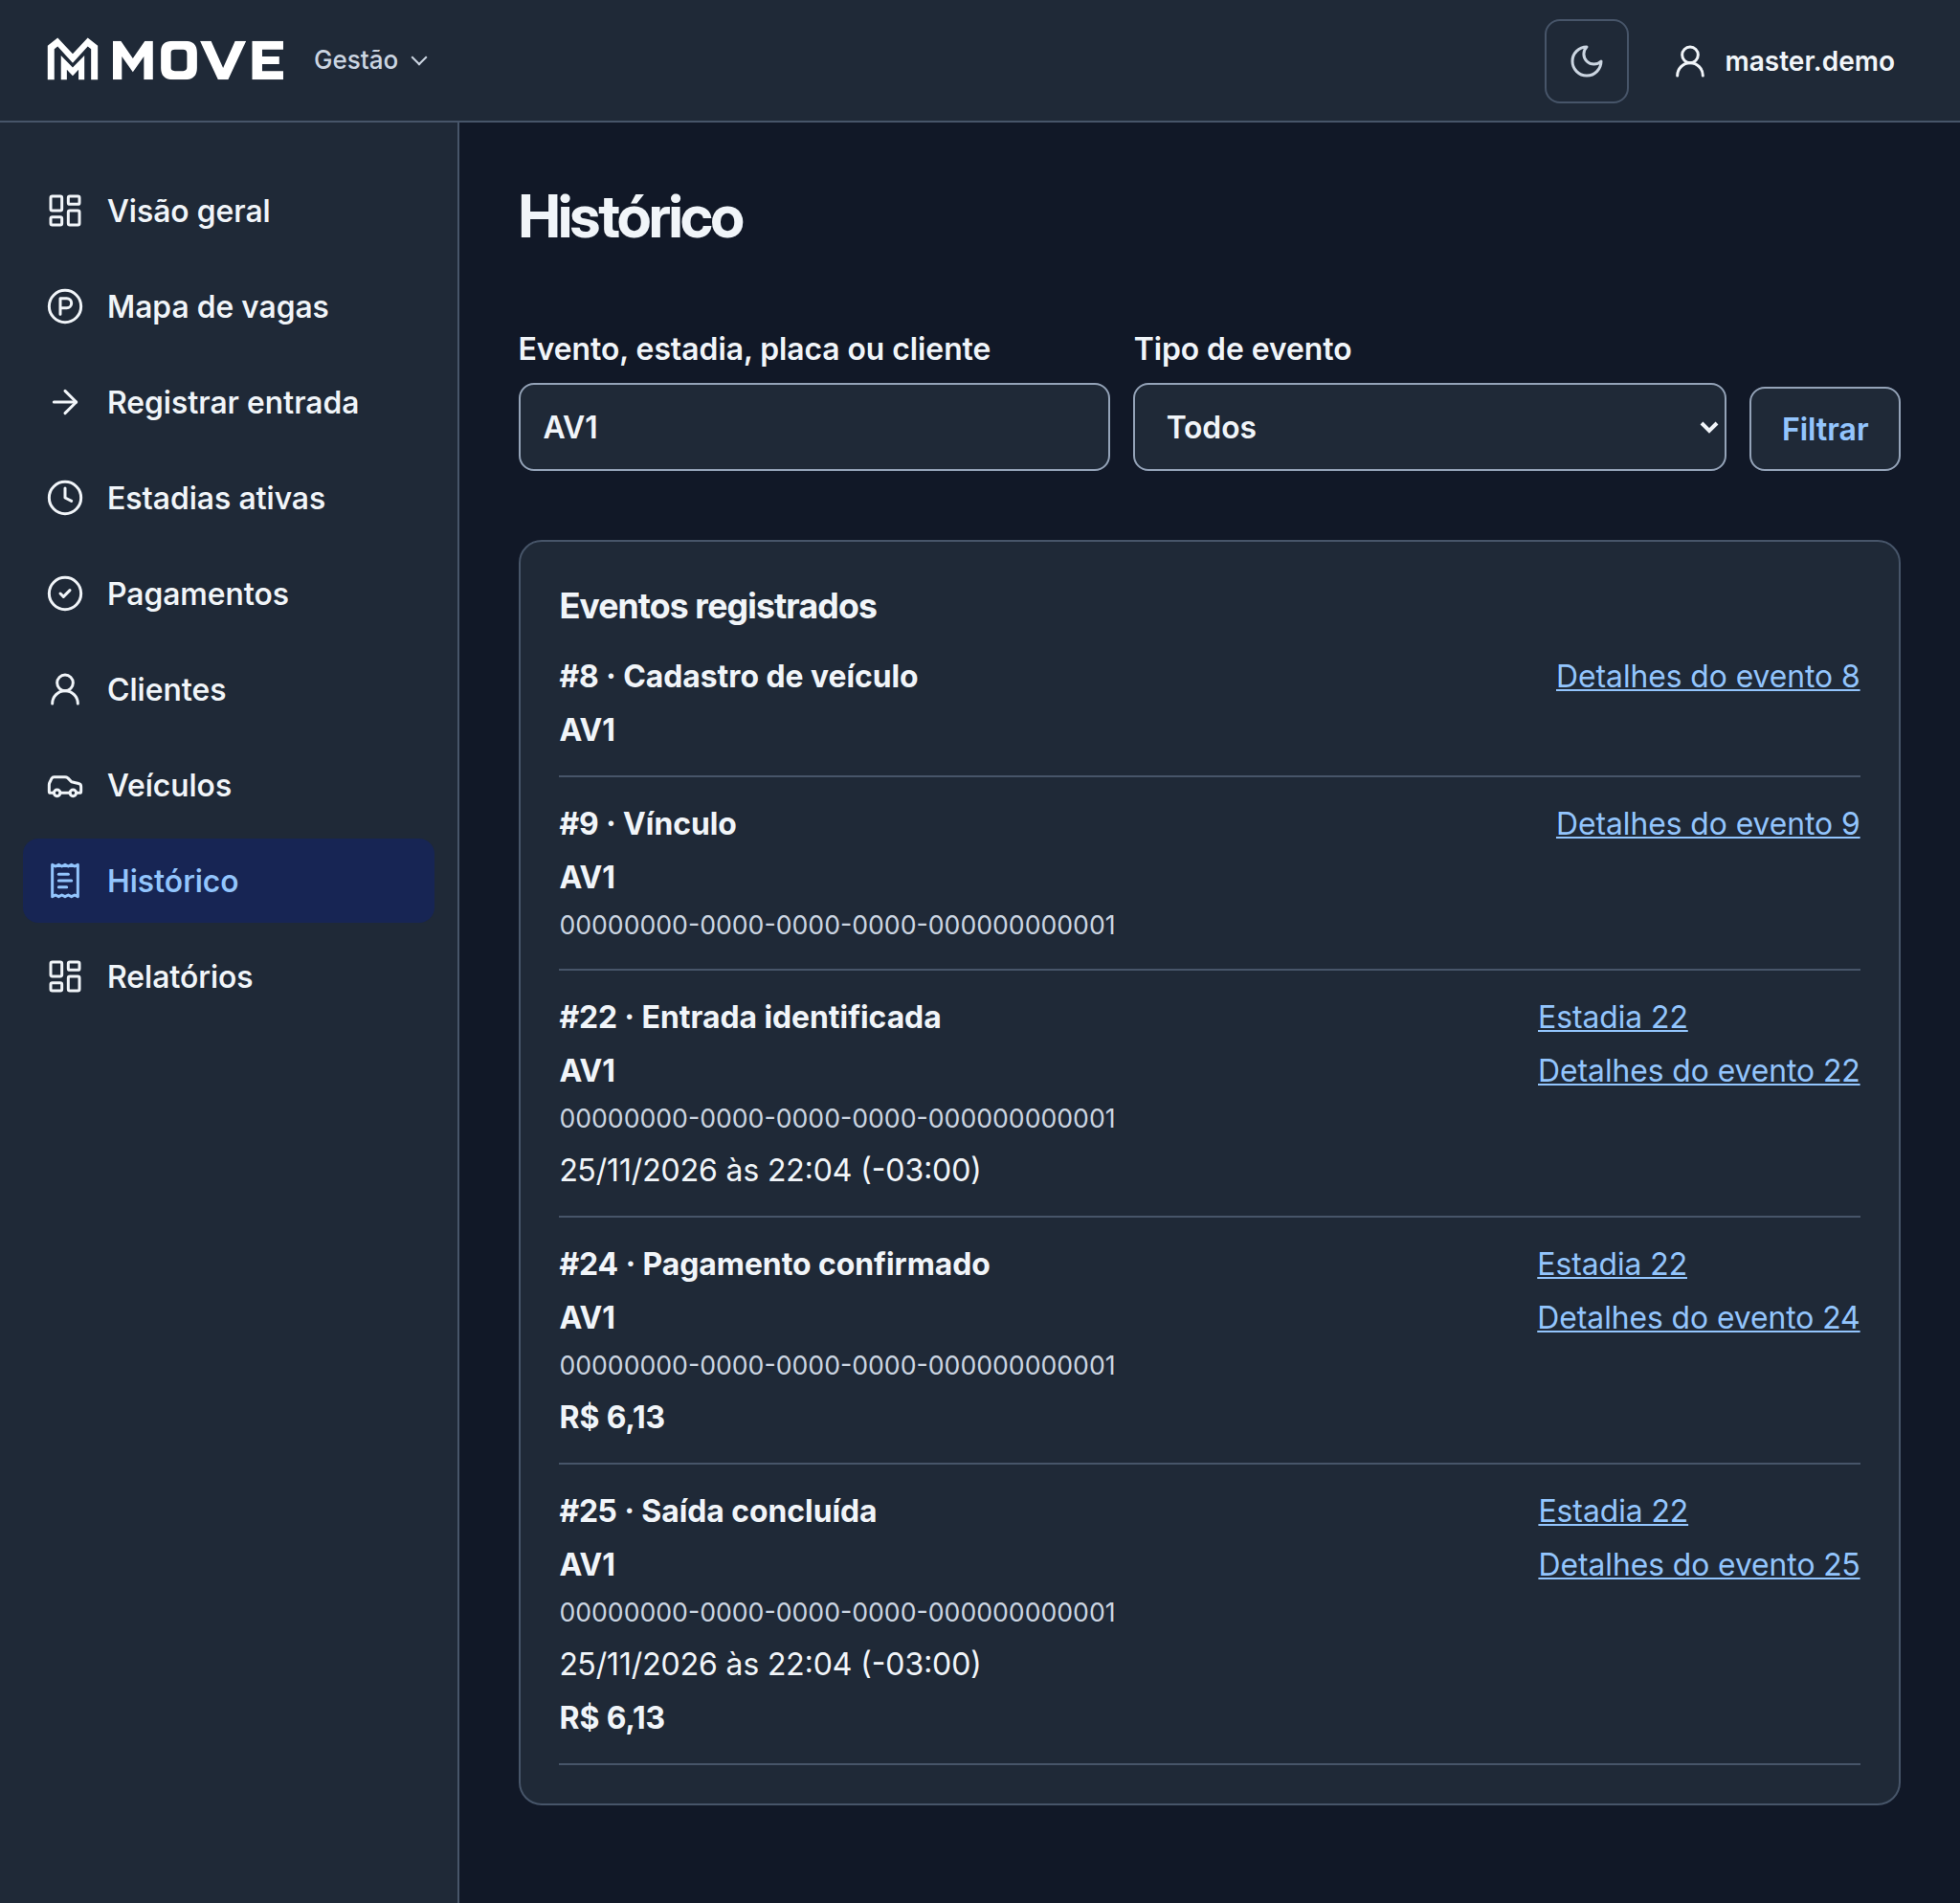 MOVE
Gestão
master.demo
Visão geral
Mapa de vagas
Registrar entrada
Estadias ativas
Pagamentos
Clientes
Veículos
Histórico
Relatórios
Histórico
Evento, estadia, placa ou cliente
AV1
Tipo de evento
Todos
Filtrar
Eventos registrados
#8 · Cadastro de veículo
Detalhes do evento 8
AV1
#9 · Vínculo
Detalhes do evento 9
AV1
00000000-0000-0000-0000-000000000001
#22 · Entrada identificada
Estadia 22
AV1
Detalhes do evento 22
00000000-0000-0000-0000-000000000001
25/11/2026 às 22:04 (-03:00)
#24 · Pagamento confirmado
Estadia 22
AV1
Detalhes do evento 24
00000000-0000-0000-0000-000000000001
R$ 6,13
#25 · Saída concluída
Estadia 22
AV1
Detalhes do evento 25
00000000-0000-0000-0000-000000000001
25/11/2026 às 22:04 (-03:00)
R$ 6,13